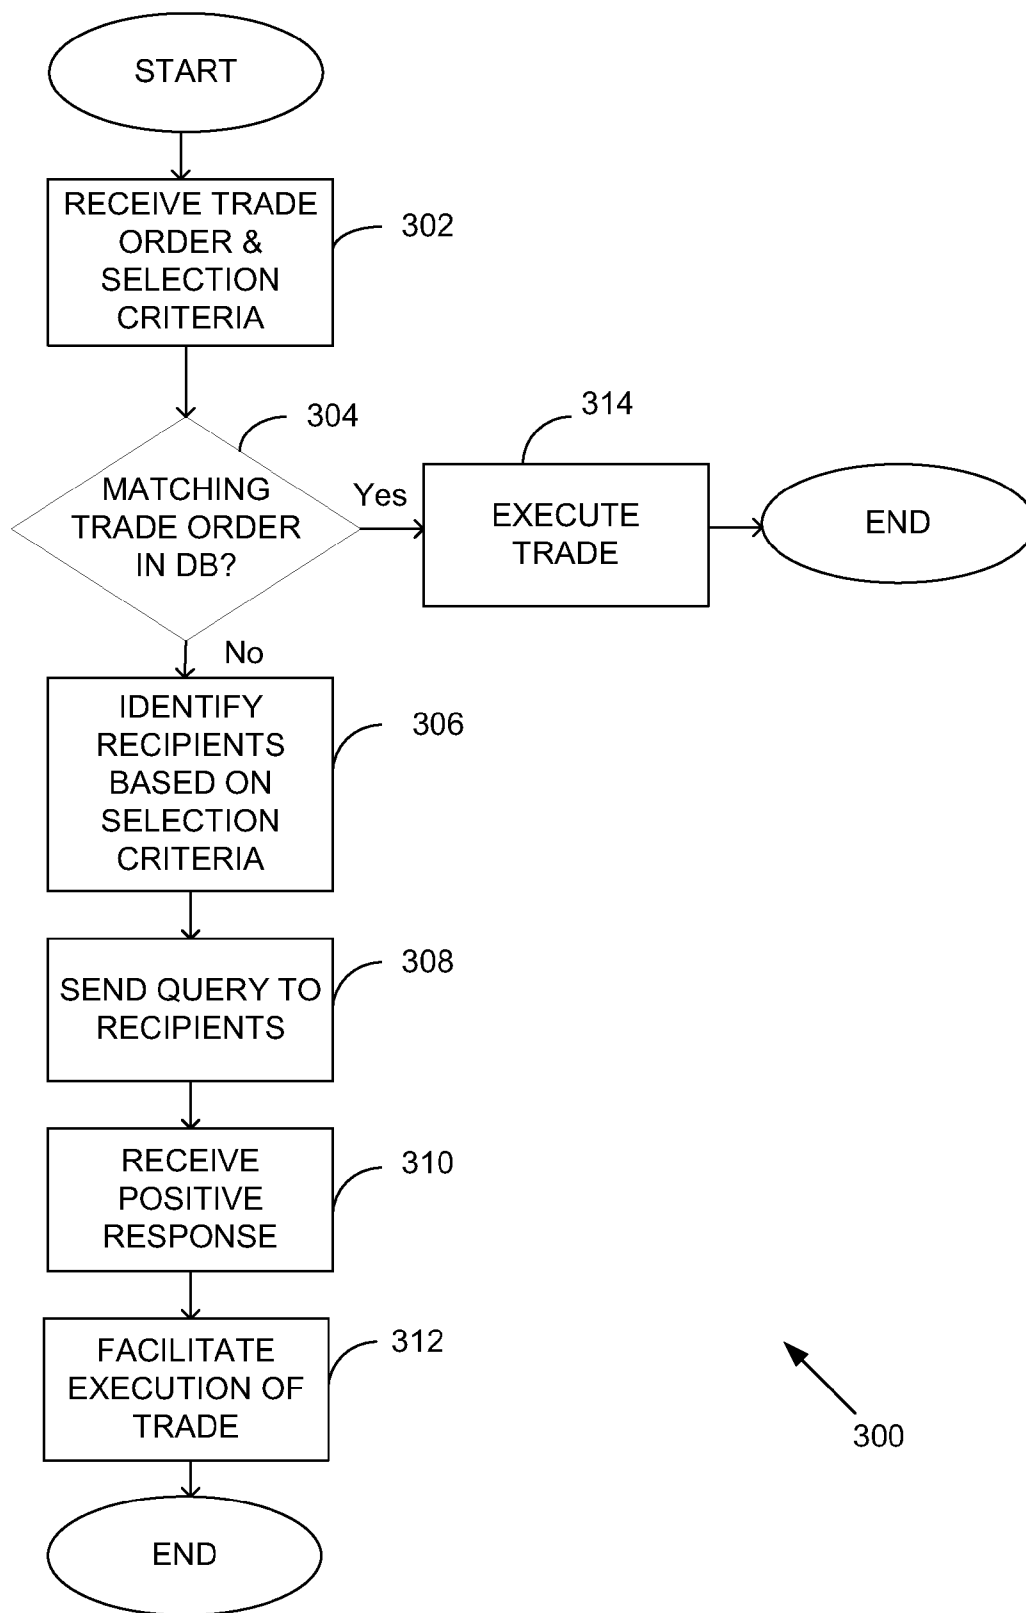 START
RECEIVE TRADE
ORDER &
SELECTION
CRITERIA
302
304
MATCHING
TRADE ORDER
IN DB?
Yes
314
EXECUTE
TRADE
END
No
IDENTIFY
RECIPIENTS
BASED ON
SELECTION
CRITERIA
306
SEND QUERY TO
RECIPIENTS
308
RECEIVE
POSITIVE
RESPONSE
310
FACILITATE
EXECUTION OF
TRADE
312
300
END